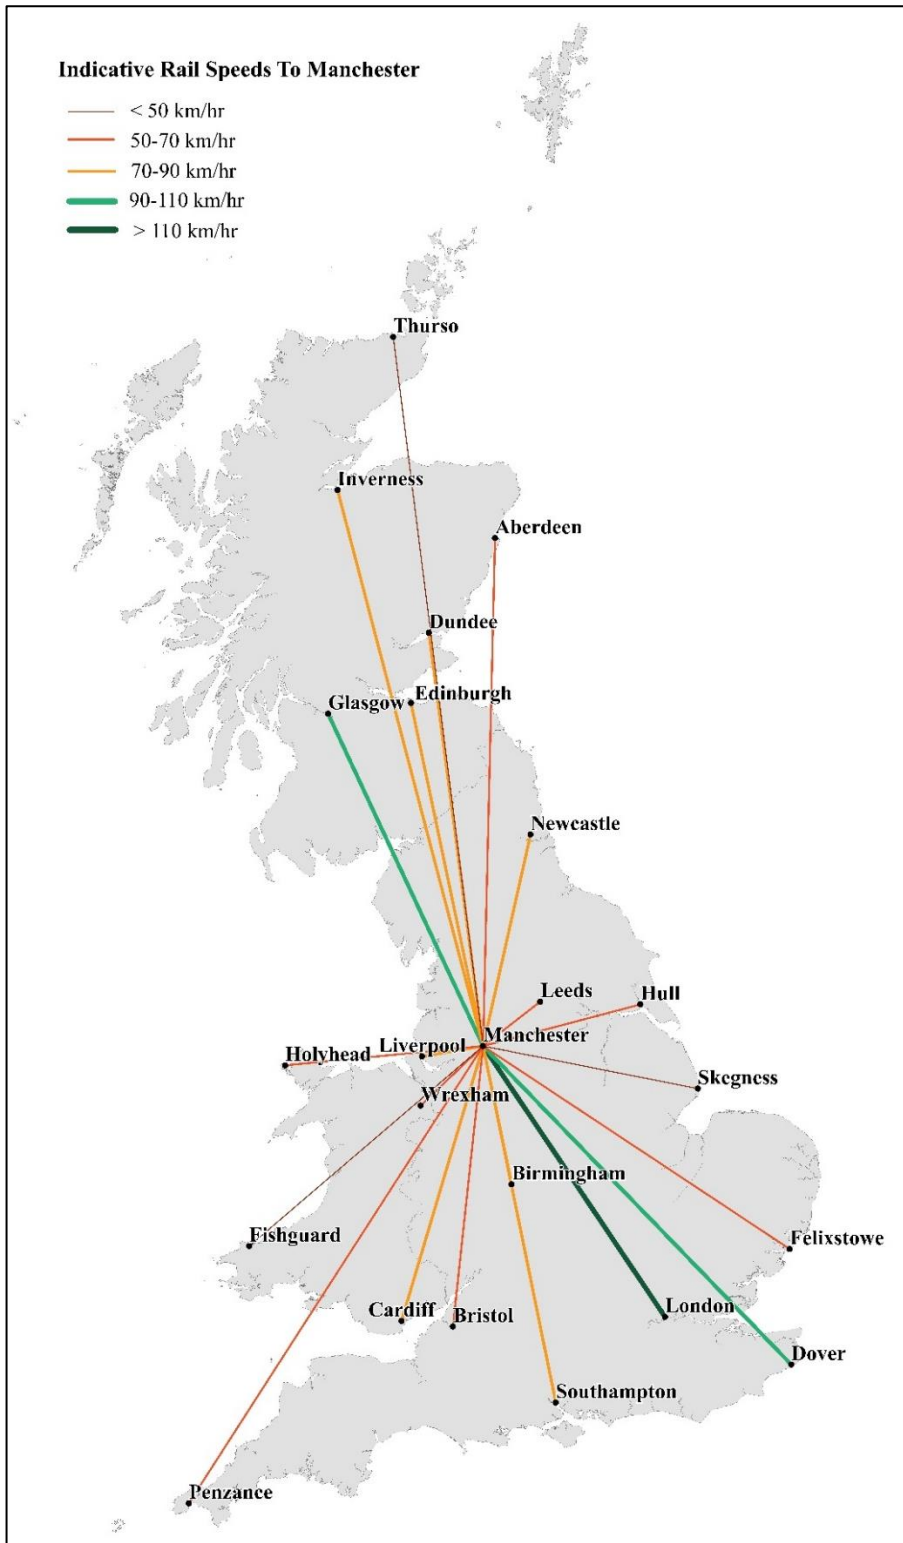 Indicative Rail Speeds To Manchester
< 50 km/hr
50-70 km/hr
70-90 km/hr
90-110 km/hr
> 110 km/hr
Thurso
Inverness
Aberdeen
Dundee
Edinburgh
Glasgow
Newcastle
Leeds
Hull
Manchester
Liverpool
Holyhead
Skegness
Wrexham
Birmingham
Fishguard
Felixstowe
London
Cardiff
Bristol
Dover
Southampton
Penzance